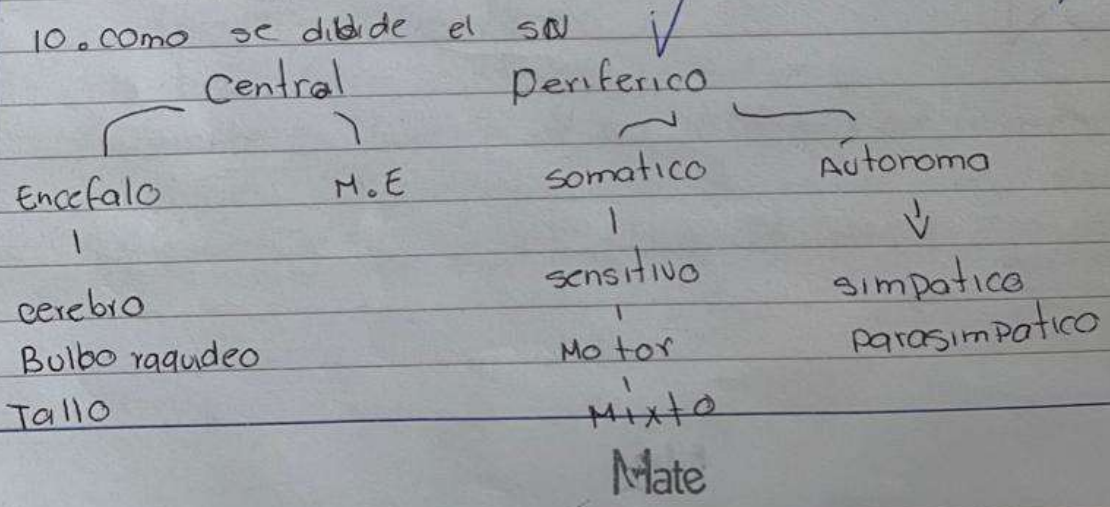 10. como se dibide el SN
Central Periferico
Encefalo M.E somatico Autonomo
sensitivo simpatico
cerebro
Bulbo raqudeo Motor parasimpatico
Tallo Mixto
Mate